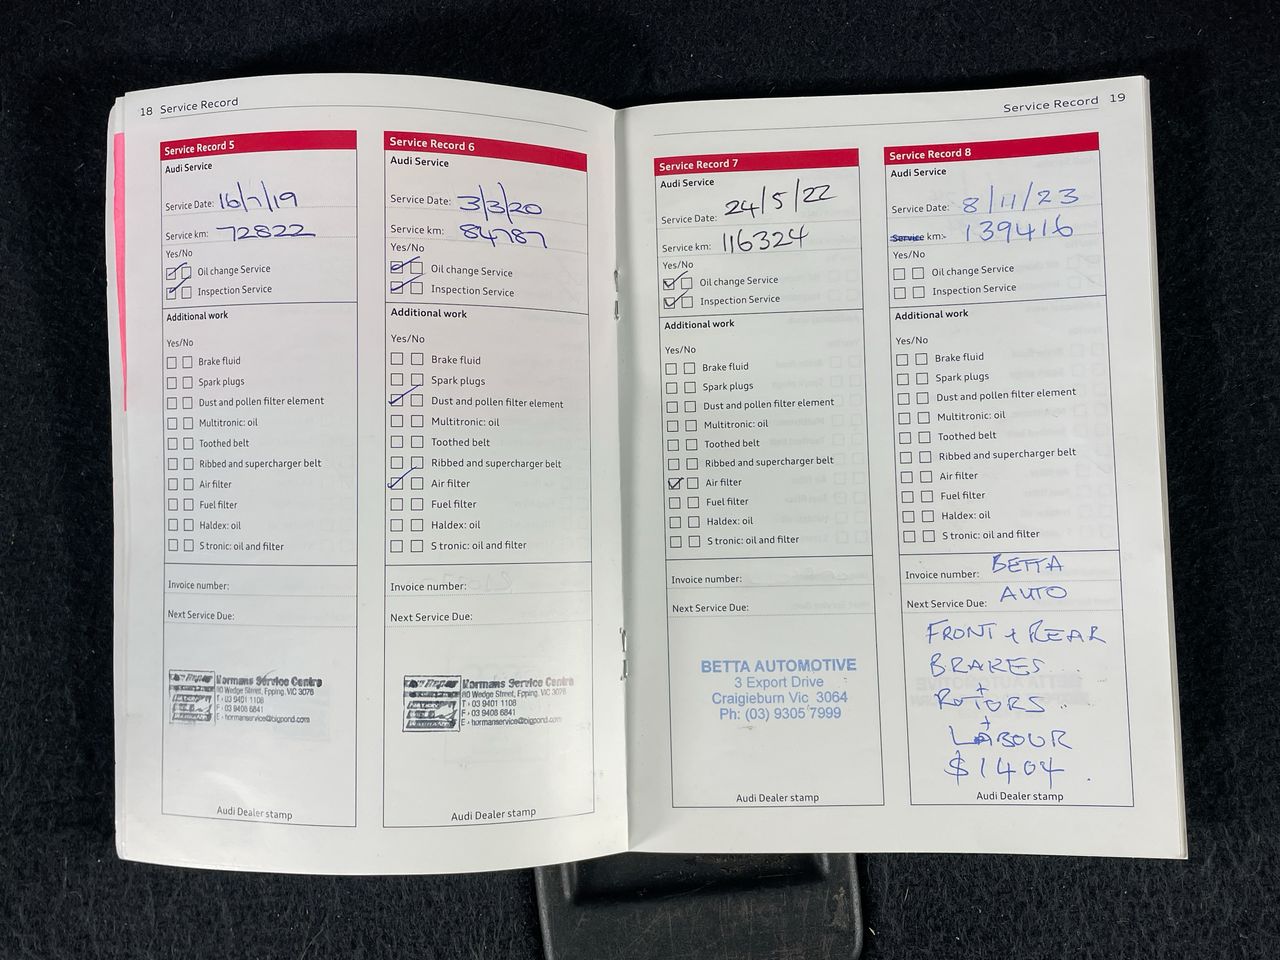 18 Service Record
Service Record 5
Audi Service
Service Date: 16/7/19
Service km: 72822
Yes/No
Oil change Service
Inspection Service
Additional work
Yes/No
Brake fluid
Spark plugs
Dust and pollen filter element
Multitronic: oil
Toothed belt
Ribbed and supercharger belt
Air filter
Fuel filter
Haldex: oil
S tronic: oil and filter
Invoice number:
Next Service Due:
Hormans Service Centre
80 Wedge Street, Epping, VIC 3076
T - 03 9401 1108
F - 03 9408 6841
E - hormanservice@bigpond.com
Audi Dealer stamp
Service Record 6
Audi Service
Service Date: 3/3/20
Service km: 84787
Yes/No
Oil change Service
Inspection Service
Additional work
Yes/No
Brake fluid
Spark plugs
Dust and pollen filter element
Multitronic: oil
Toothed belt
Ribbed and supercharger belt
Air filter
Fuel filter
Haldex: oil
S tronic: oil and filter
Invoice number:
Next Service Due:
Hormans Service Centre
80 Wedge Street, Epping, VIC 3076
T - 03 9401 1108
F - 03 9408 6841
E - hormanservice@bigpond.com
Audi Dealer stamp
Service Record 19
Service Record 7
Audi Service
Service Date: 24/5/22
Service km: 116324
Yes/No
Oil change Service
Inspection Service
Additional work
Yes/No
Brake fluid
Spark plugs
Dust and pollen filter element
Multitronic: oil
Toothed belt
Ribbed and supercharger belt
Air filter
Fuel filter
Haldex: oil
S tronic: oil and filter
Invoice number:
Next Service Due:
BETTA AUTOMOTIVE
3 Export Drive
Craigieburn Vic 3064
Ph: (03) 9305 7999
Audi Dealer stamp
Service Record 8
Audi Service
Service Date: 8/11/23
Service km: 139416
Yes/No
Oil change Service
Inspection Service
Additional work
Yes/No
Brake fluid
Spark plugs
Dust and pollen filter element
Multitronic: oil
Toothed belt
Ribbed and supercharger belt
Air filter
Fuel filter
Haldex: oil
S tronic: oil and filter
Invoice number: BETTA
Next Service Due: AUTO
FRONT + REAR
BRAKES
+
ROTORS
+
LABOUR
$1404.
Audi Dealer stamp